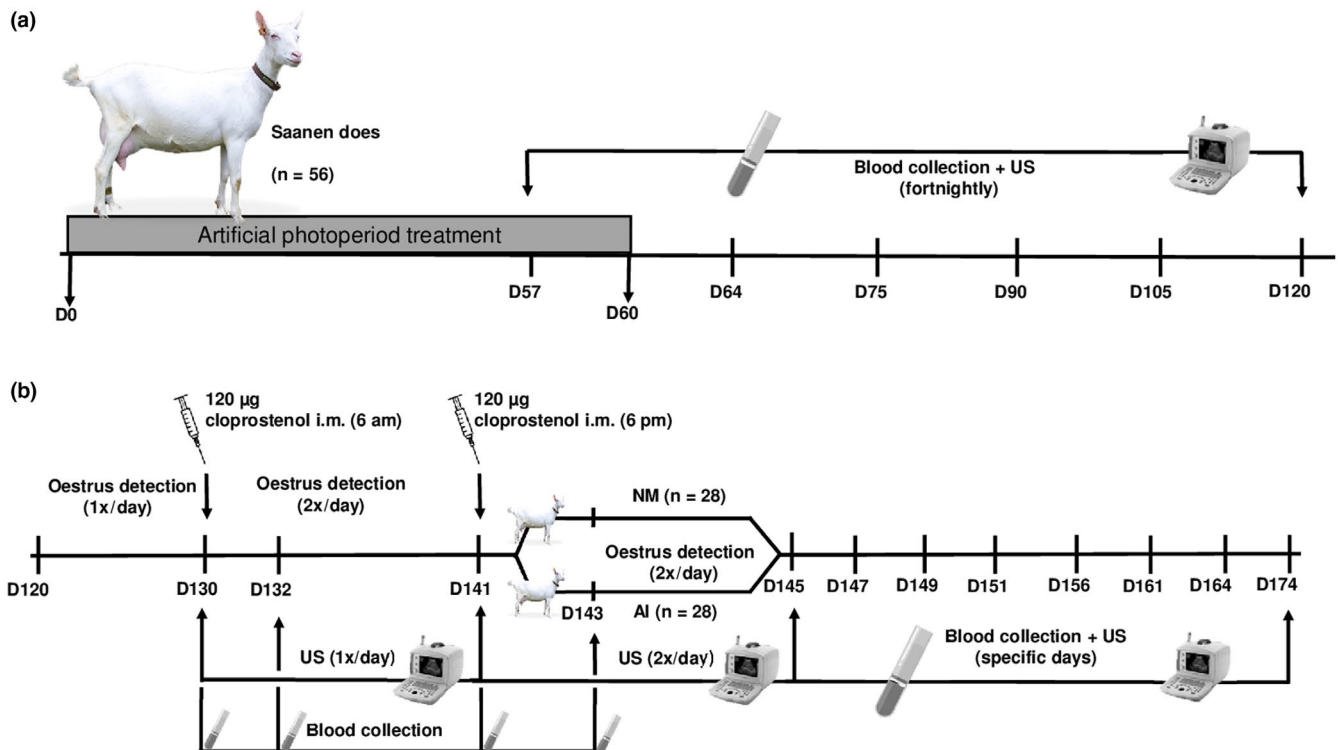 (a)
Saanen does
(n = 56)
Blood collection + US
(fortnightly)
Artificial photoperiod treatment
D0
D57
D60
D64
D75
D90
D105
D120
(b)
120 µg
cloprostenol i.m. (6 am)
120 µg
cloprostenol i.m. (6 pm)
Oestrus detection
(1x/day)
Oestrus detection
(2x/day)
NM (n = 28)
Oestrus detection
(2x/day)
AI (n = 28)
D120
D130
D132
D141
D143
D145
D147
D149
D151
D156
D161
D164
D174
US (1x/day)
US (2x/day)
Blood collection + US
(specific days)
Blood collection